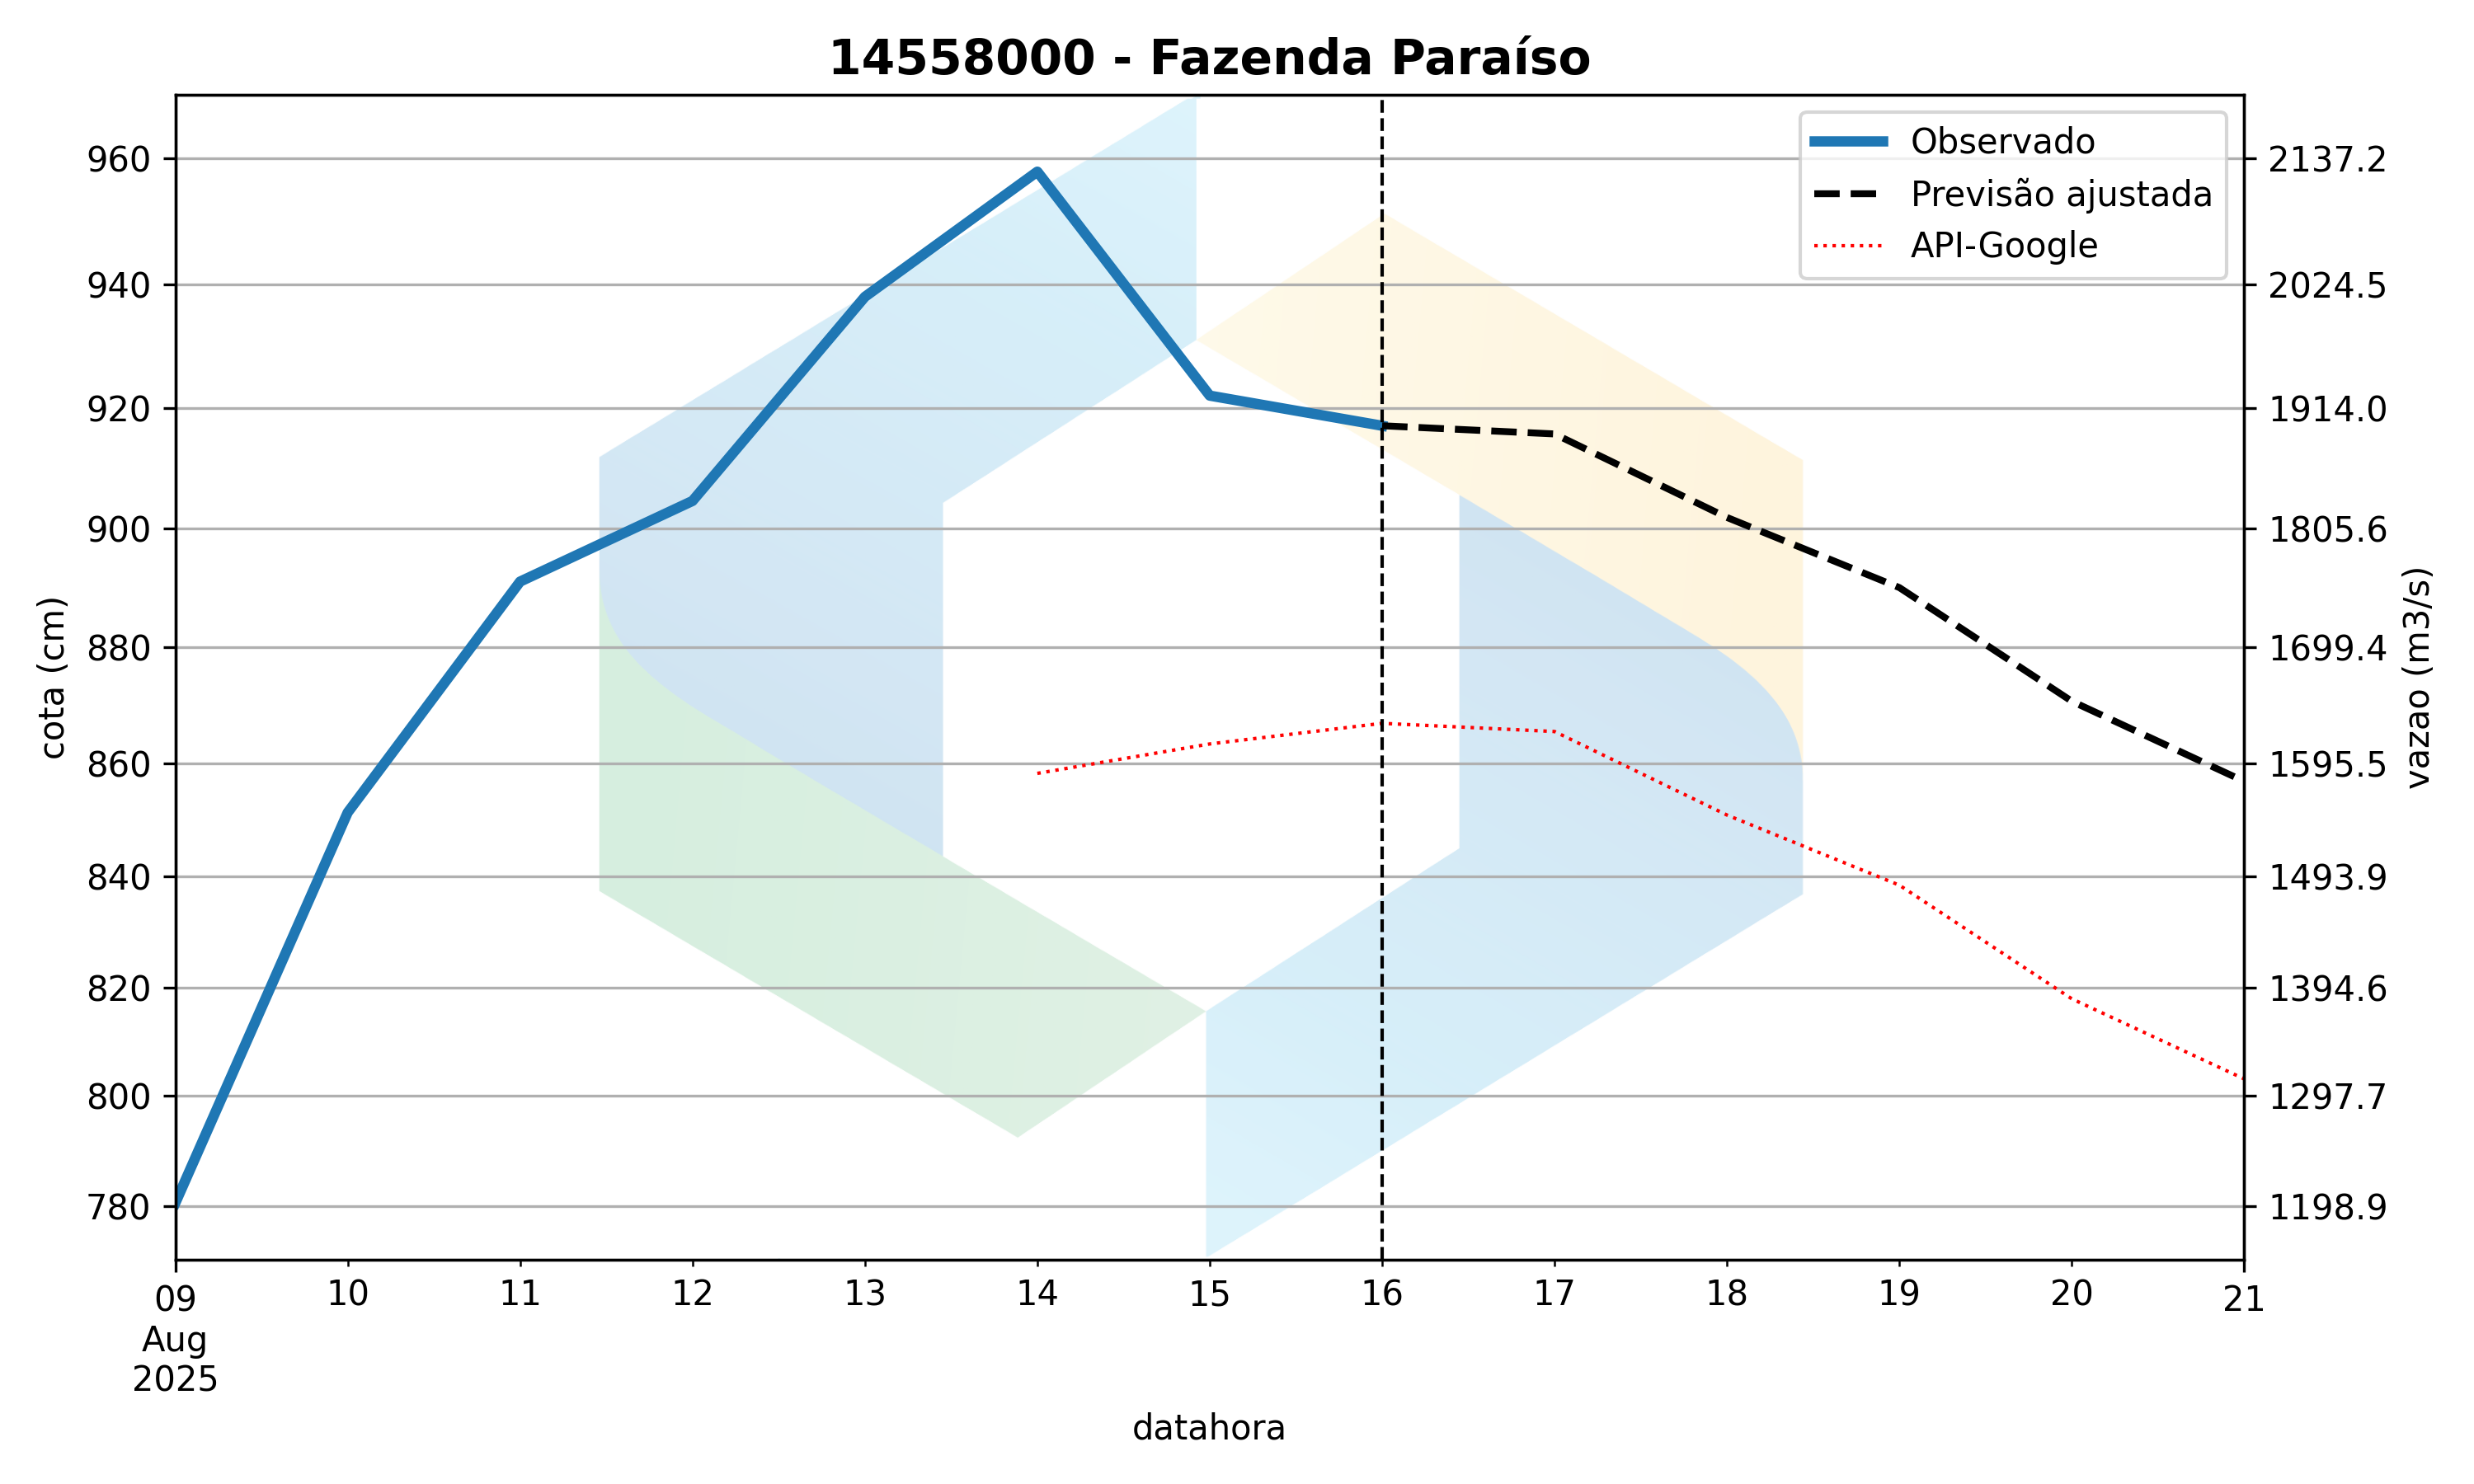 14558000 - Fazenda Paraíso
Observado
Previsão ajustada
API-Google
960
940
920
900
880
860
840
820
800
780
cota (cm)
2137.2
2024.5
1914.0
1805.6
1699.4
1595.5
1493.9
1394.6
1297.7
1198.9
vazao (m3/s)
09 10 11 12 13 14 15 16 17 18 19 20 21
Aug
2025
datahora